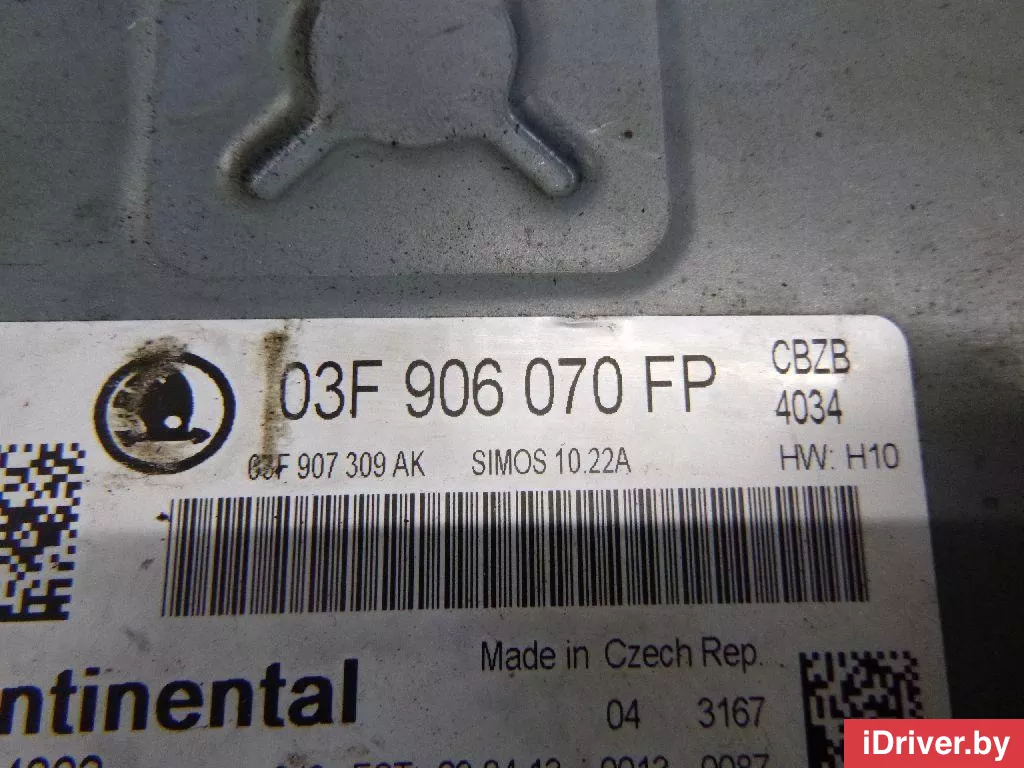 03F 906 070 FP
CBZB
4034
03F 907 309 AK SIMOS 10.22A
HW: H10
Made in Czech Rep.
ntinental
04 3167
iDriver.by